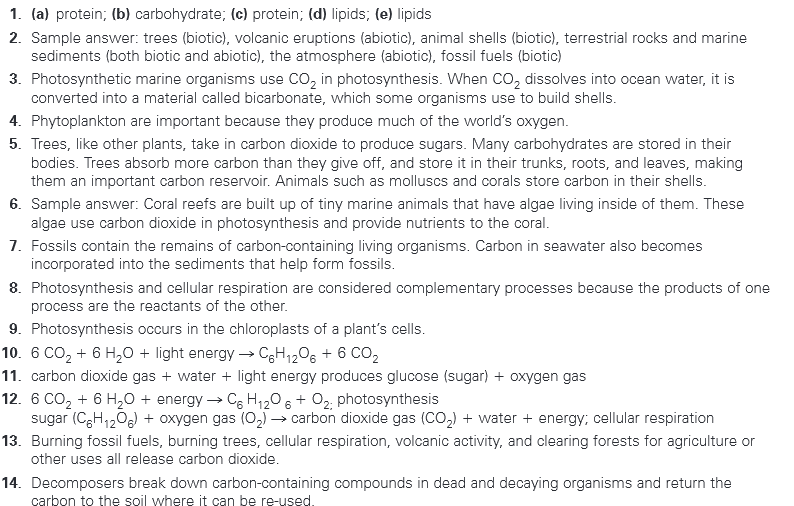 1. (a) protein; (b) carbohydrate; (c) protein; (d) lipids; (e) lipids
2. Sample answer: trees (biotic), volcanic eruptions (abiotic), animal shells (biotic), terrestrial rocks and marine
sediments (both biotic and abiotic), the atmosphere (abiotic), fossil fuels (biotic)
3. Photosynthetic marine organisms use CO₂ in photosynthesis. When CO₂ dissolves into ocean water, it is
converted into a material called bicarbonate, which some organisms use to build shells.
4. Phytoplankton are important because they produce much of the world's oxygen.
5. Trees, like other plants, take in carbon dioxide to produce sugars. Many carbohydrates are stored in their
bodies. Trees absorb more carbon than they give off, and store it in their trunks, roots, and leaves, making
them an important carbon reservoir. Animals such as molluscs and corals store carbon in their shells.
6. Sample answer: Coral reefs are built up of tiny marine animals that have algae living inside of them. These
algae use carbon dioxide in photosynthesis and provide nutrients to the coral.
7. Fossils contain the remains of carbon-containing living organisms. Carbon in seawater also becomes
incorporated into the sediments that help form fossils.
8. Photosynthesis and cellular respiration are considered complementary processes because the products of one
process are the reactants of the other.
9. Photosynthesis occurs in the chloroplasts of a plant's cells.
10. 6 CO₂ + 6 H₂O + light energy → C₆H₁₂O₆ + 6 CO₂
11. carbon dioxide gas + water + light energy produces glucose (sugar) + oxygen gas
12. 6 CO₂ + 6 H₂O + energy → C₆ H₁₂O ₆ + O₂; photosynthesis
sugar (C₆H₁₂O₆) + oxygen gas (O₂) → carbon dioxide gas (CO₂) + water + energy; cellular respiration
13. Burning fossil fuels, burning trees, cellular respiration, volcanic activity, and clearing forests for agriculture or
other uses all release carbon dioxide.
14. Decomposers break down carbon-containing compounds in dead and decaying organisms and return the
carbon to the soil where it can be re-used.